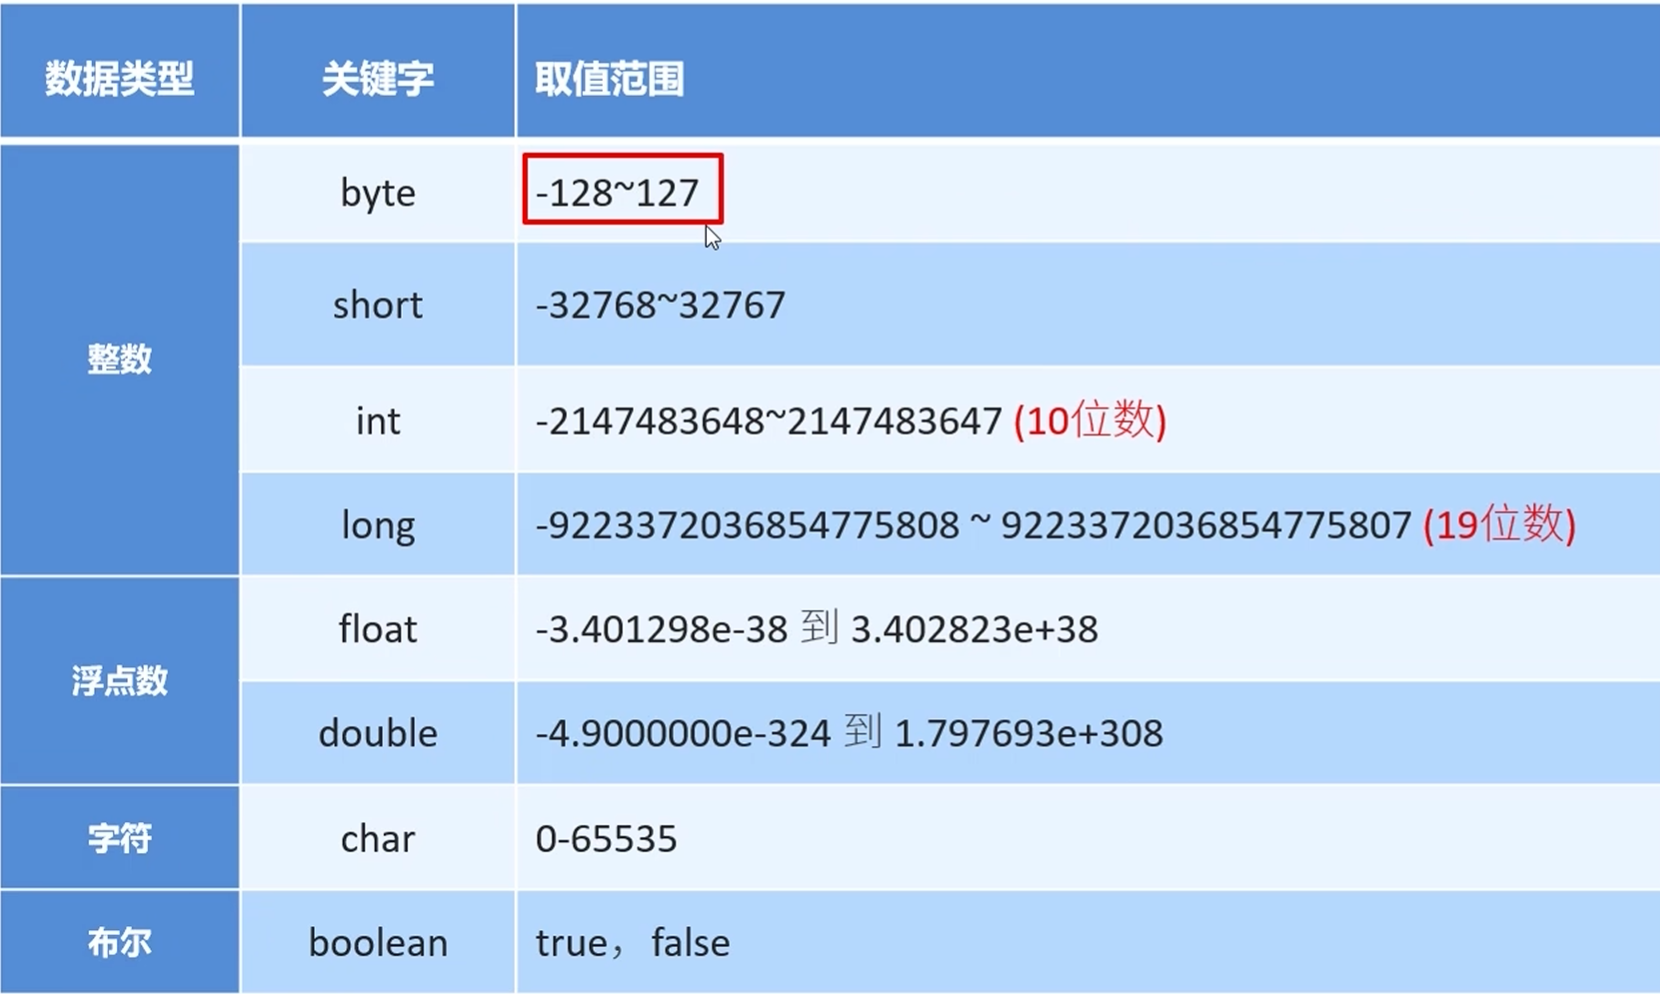 数据类型 关键字 取值范围
整数
byte -128~127
short -32768~32767
int -2147483648~2147483647 (10位数)
long -9223372036854775808 ~ 9223372036854775807 (19位数)
浮点数
float -3.401298e-38 到 3.402823e+38
double -4.9000000e-324 到 1.797693e+308
字符 char 0-65535
布尔 boolean true，false